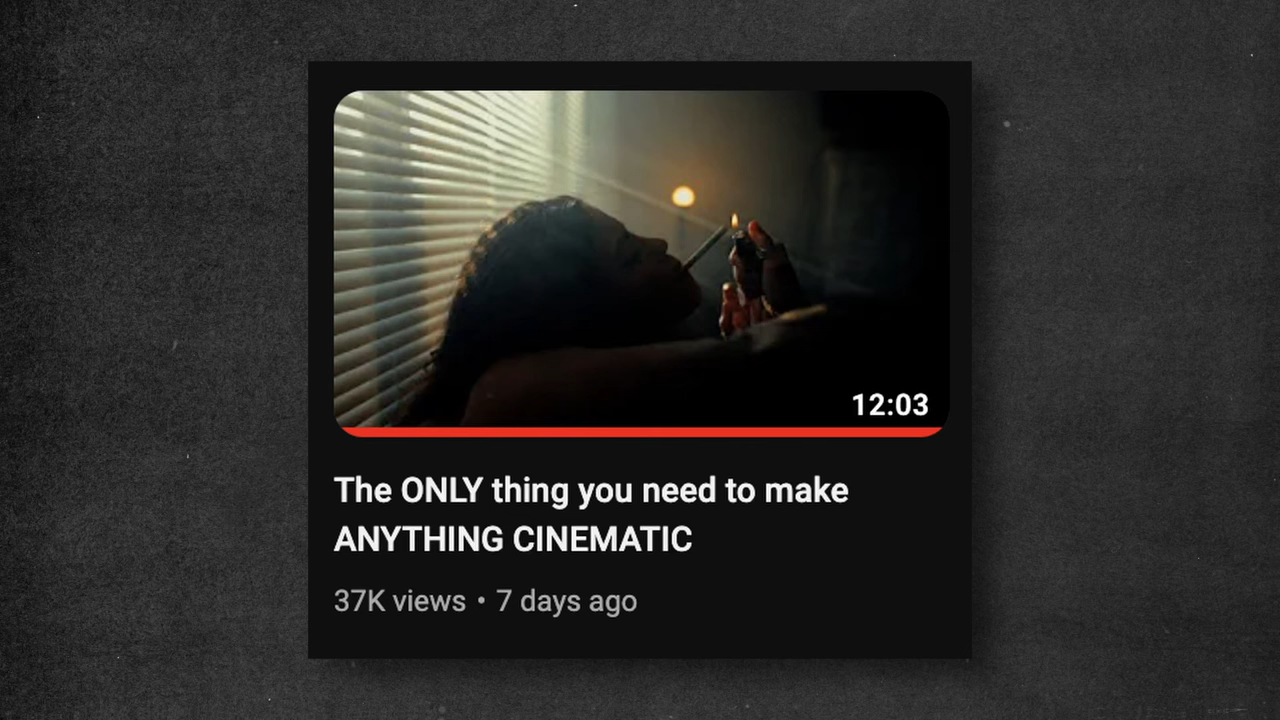 12:03
The ONLY thing you need to make
ANYTHING CINEMATIC
37K views • 7 days ago